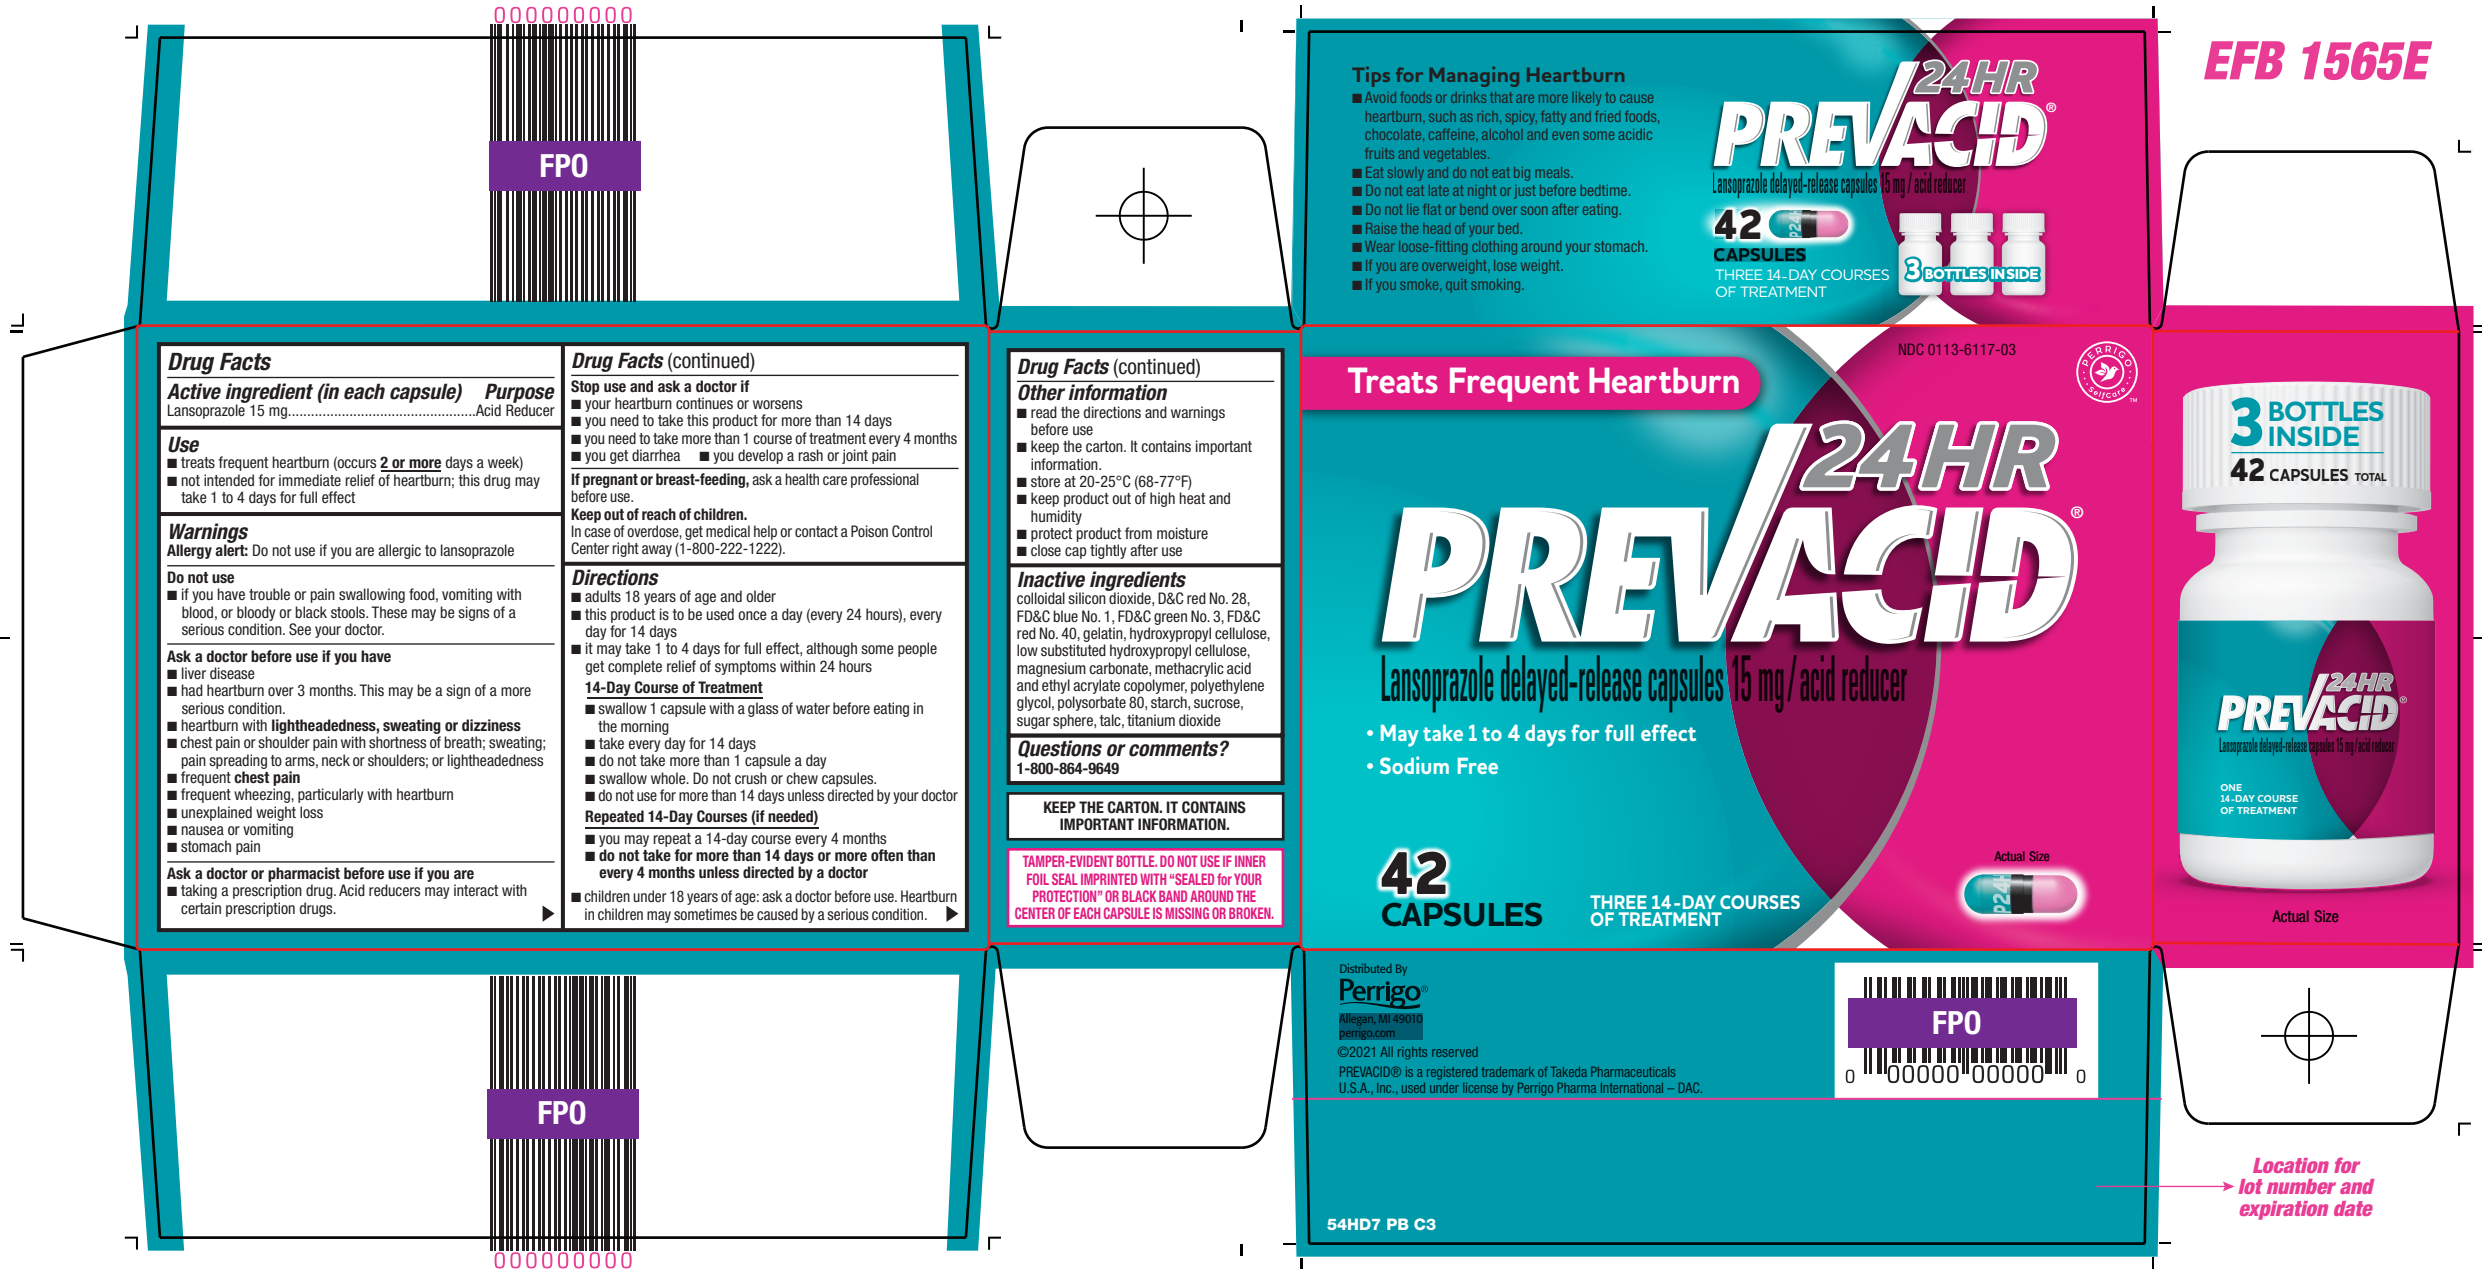 000000000
FPO
Drug Facts
Active ingredient (in each capsule) Purpose
Lansoprazole 15 mg.................................................Acid Reducer
Use
■ treats frequent heartburn (occurs 2 or more days a week)
■ not intended for immediate relief of heartburn; this drug may
take 1 to 4 days for full effect
Warnings
Allergy alert: Do not use if you are allergic to lansoprazole
Do not use
■ if you have trouble or pain swallowing food, vomiting with
blood, or bloody or black stools. These may be signs of a
serious condition. See your doctor.
Ask a doctor before use if you have
■ liver disease
■ had heartburn over 3 months. This may be a sign of a more
serious condition.
■ heartburn with lightheadedness, sweating or dizziness
■ chest pain or shoulder pain with shortness of breath; sweating;
pain spreading to arms, neck or shoulders; or lightheadedness
■ frequent chest pain
■ frequent wheezing, particularly with heartburn
■ unexplained weight loss
■ nausea or vomiting
■ stomach pain
Ask a doctor or pharmacist before use if you are
■ taking a prescription drug. Acid reducers may interact with
certain prescription drugs.
Drug Facts (continued)
Stop use and ask a doctor if
■ your heartburn continues or worsens
■ you need to take this product for more than 14 days
■ you need to take more than 1 course of treatment every 4 months
■ you get diarrhea ■ you develop a rash or joint pain
If pregnant or breast-feeding, ask a health care professional
before use.
Keep out of reach of children.
In case of overdose, get medical help or contact a Poison Control
Center right away (1-800-222-1222).
Directions
■ adults 18 years of age and older
■ this product is to be used once a day (every 24 hours), every
day for 14 days
■ it may take 1 to 4 days for full effect, although some people
get complete relief of symptoms within 24 hours
14-Day Course of Treatment
■ swallow 1 capsule with a glass of water before eating in
the morning
■ take every day for 14 days
■ do not take more than 1 capsule a day
■ swallow whole. Do not crush or chew capsules.
■ do not use for more than 14 days unless directed by your doctor
Repeated 14-Day Courses (if needed)
■ you may repeat a 14-day course every 4 months
■ do not take for more than 14 days or more often than
every 4 months unless directed by a doctor
■ children under 18 years of age: ask a doctor before use. Heartburn
in children may sometimes be caused by a serious condition.
FPO
000000000
Drug Facts (continued)
Other information
■ read the directions and warnings
before use
■ keep the carton. It contains important
information.
■ store at 20-25°C (68-77°F)
■ keep product out of high heat and
humidity
■ protect product from moisture
■ close cap tightly after use
Inactive ingredients
colloidal silicon dioxide, D&C red No. 28,
FD&C blue No. 1, FD&C green No. 3, FD&C
red No. 40, gelatin, hydroxypropyl cellulose,
low substituted hydroxypropyl cellulose,
magnesium carbonate, methacrylic acid
and ethyl acrylate copolymer, polyethylene
glycol, polysorbate 80, starch, sucrose,
sugar sphere, talc, titanium dioxide
Questions or comments?
1-800-864-9649
KEEP THE CARTON. IT CONTAINS
IMPORTANT INFORMATION.
TAMPER-EVIDENT BOTTLE. DO NOT USE IF INNER
FOIL SEAL IMPRINTED WITH “SEALED for YOUR
PROTECTION” OR BLACK BAND AROUND THE
CENTER OF EACH CAPSULE IS MISSING OR BROKEN.
Tips for Managing Heartburn
■ Avoid foods or drinks that are more likely to cause
heartburn, such as rich, spicy, fatty and fried foods,
chocolate, caffeine, alcohol and even some acidic
fruits and vegetables.
■ Eat slowly and do not eat big meals.
■ Do not eat late at night or just before bedtime.
■ Do not lie flat or bend over soon after eating.
■ Raise the head of your bed.
■ Wear loose-fitting clothing around your stomach.
■ If you are overweight, lose weight.
■ If you smoke, quit smoking.
24HR
PREVACID®
Lansoprazole delayed-release capsules 15 mg / acid reducer
42
P24H
CAPSULES
THREE 14-DAY COURSES
OF TREATMENT
3 BOTTLES INSIDE
EFB 1565E
NDC 0113-6117-03
PERRIGO
SelfCare
TM
Treats Frequent Heartburn
24HR
PREVACID®
Lansoprazole delayed-release capsules 15 mg / acid reducer
• May take 1 to 4 days for full effect
• Sodium Free
42
CAPSULES
THREE 14-DAY COURSES
OF TREATMENT
Actual Size
P24H
3 BOTTLES
INSIDE
42 CAPSULES TOTAL
24HR
PREVACID®
Lansoprazole delayed-release capsules 15 mg / acid reducer
ONE
14-DAY COURSE
OF TREATMENT
Actual Size
Distributed By
Perrigo®
Allegan, MI 49010
perrigo.com
©2021 All rights reserved
PREVACID® is a registered trademark of Takeda Pharmaceuticals
U.S.A., Inc., used under license by Perrigo Pharma International – DAC.
FPO
0 00000 00000 0
54HD7 PB C3
Location for
lot number and
expiration date